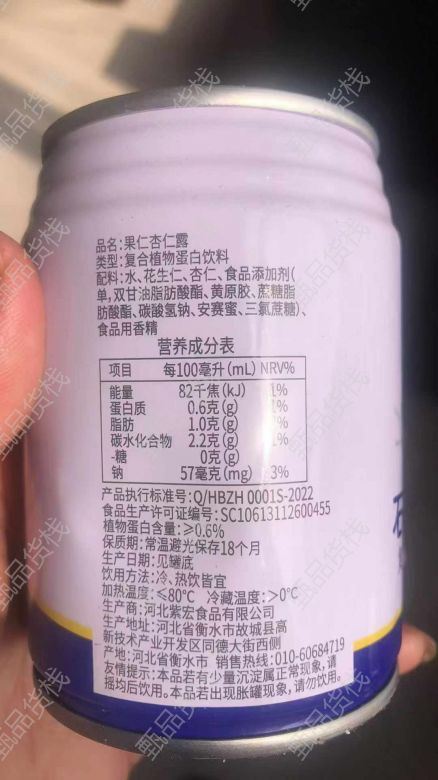 品名:果仁杏仁露
类型:复合植物蛋白饮料
配料:水、花生仁、杏仁、食品添加剂(
单,双甘油脂肪酸酯、黄原胶、蔗糖脂
肪酸酯、碳酸氢钠、安赛蜜、三氯蔗糖)、
食品用香精
营养成分表
项目 每100毫升(mL) NRV%
能量 82千焦(kJ) 1%
蛋白质 0.6克(g) 1%
脂肪 1.0克(g)
碳水化合物 2.2克(g) 1%
-糖 0克(g)
钠 57毫克(mg) 3%
产品执行标准号:Q/HBZH 0001S-2022
食品生产许可证编号:SC10613112600455
植物蛋白含量:≥0.6%
保质期:常温避光保存18个月
生产日期:见罐底
饮用方法:冷、热饮皆宜
加热温度:≤80℃ 冷藏温度:>0℃
生产商:河北紫宏食品有限公司
生产地址:河北省衡水市故城县高
新技术产业开发区同德大街西侧
产地:河北省衡水市 销售热线:010-60684719
友情提示:本品若有少量沉淀属正常现象,请
摇均后饮用。本品若出现胀罐现象,请勿饮用。
甄品货栈